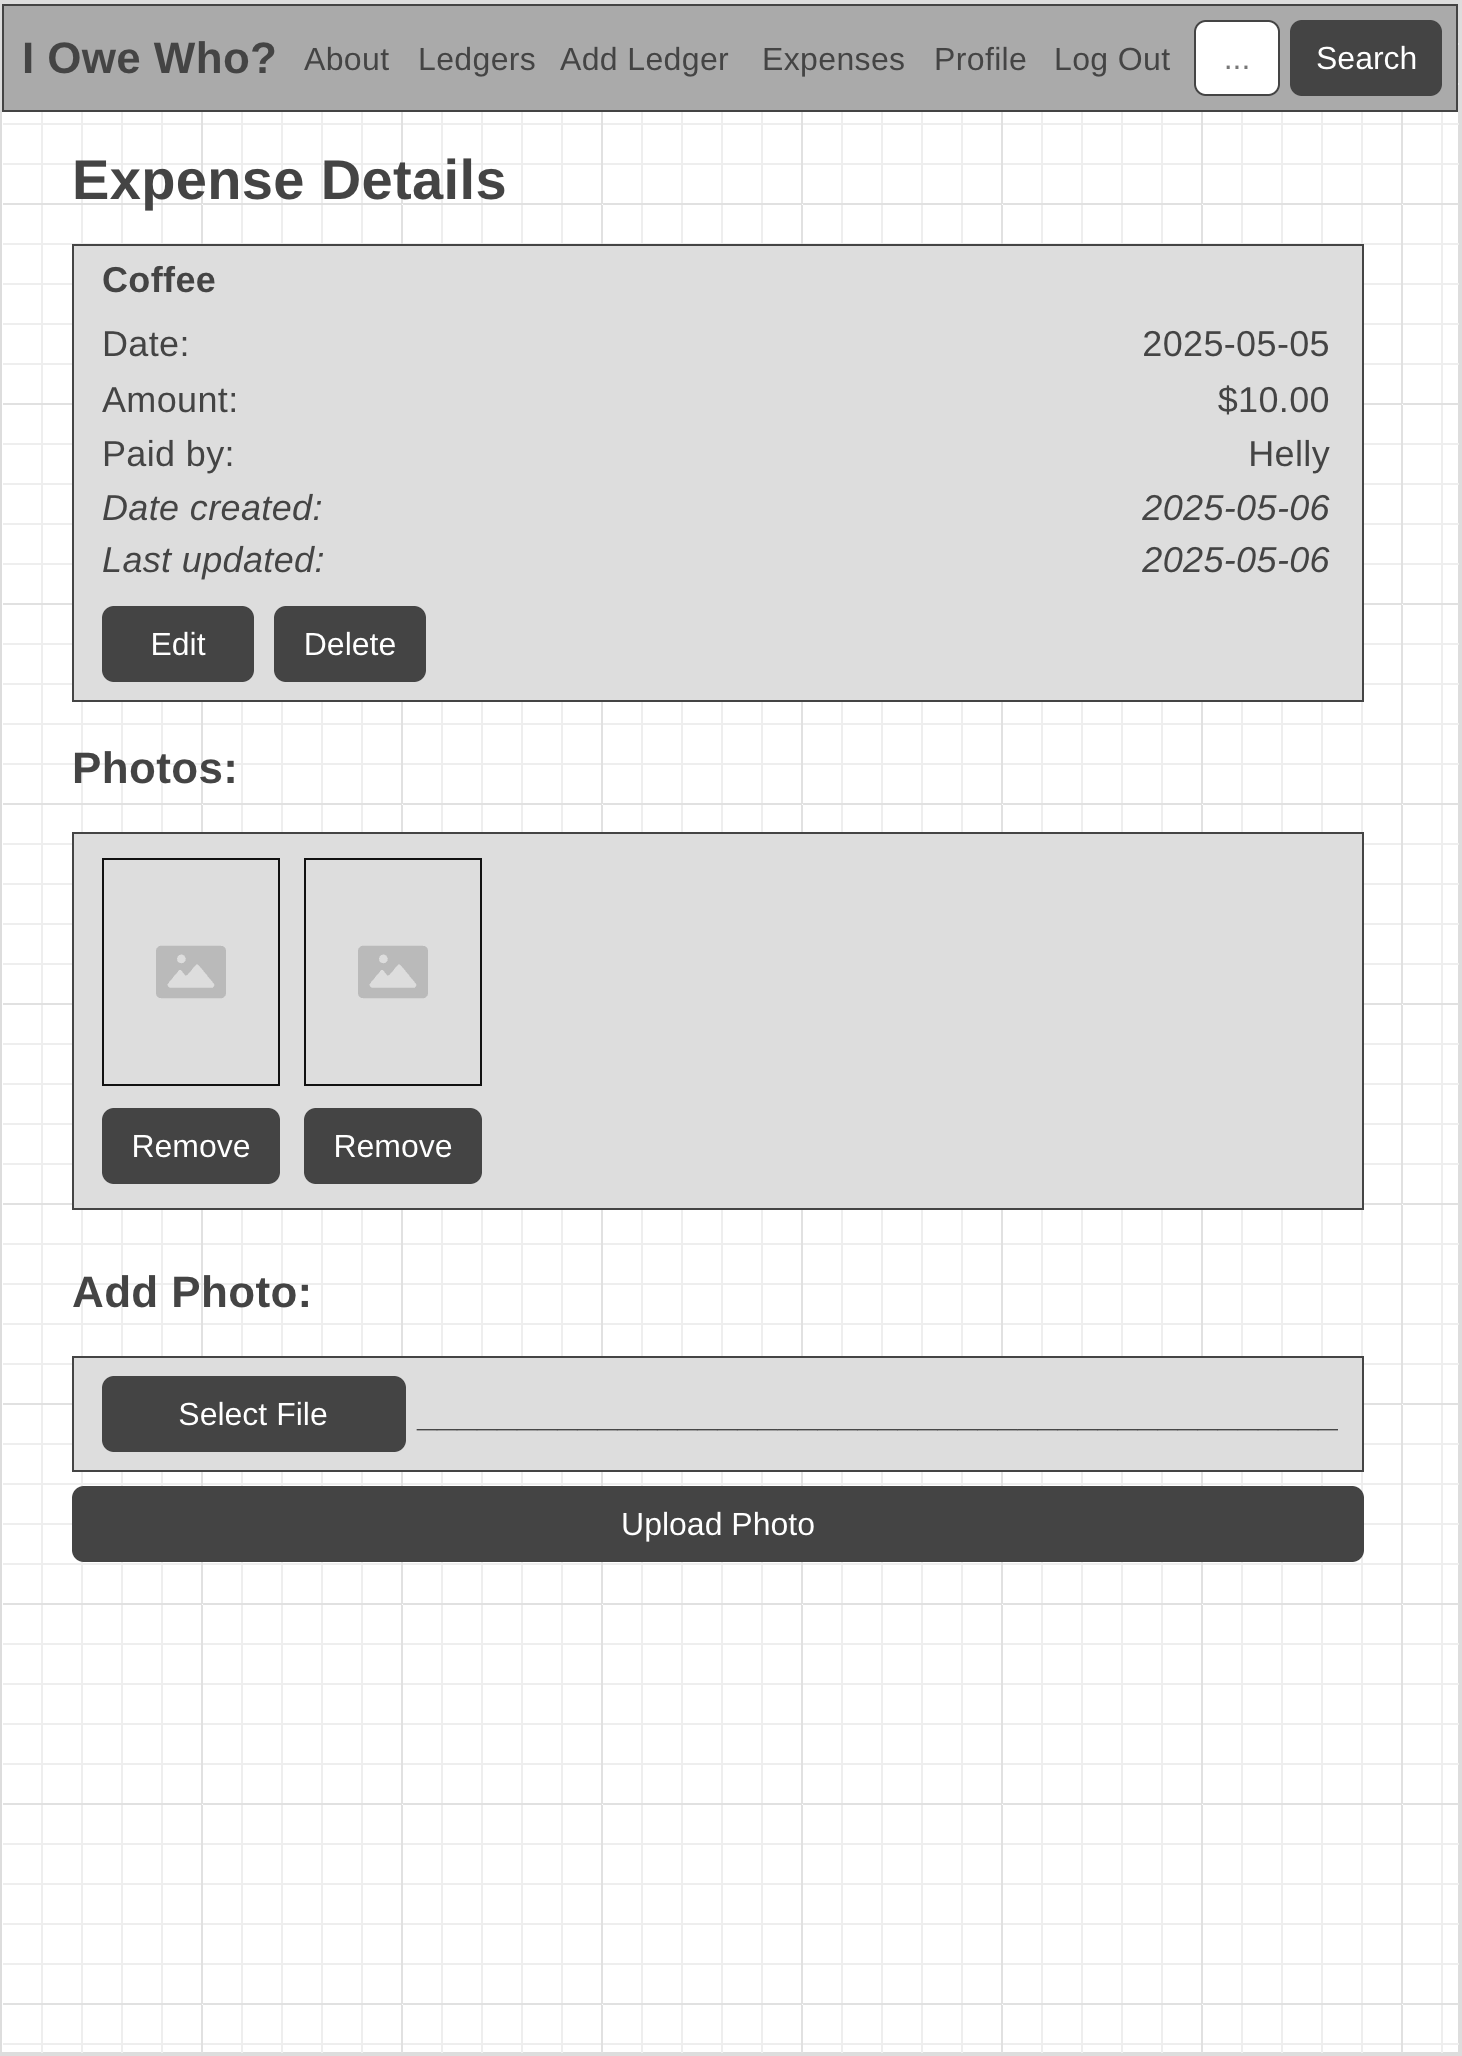 I Owe Who? About Ledgers Add Ledger Expenses Profile Log Out ... Search
Expense Details
Coffee
Date: 2025-05-05
Amount: $10.00
Paid by: Helly
Date created: 2025-05-06
Last updated: 2025-05-06
Edit Delete
Photos:
Remove Remove
Add Photo:
Select File
Upload Photo